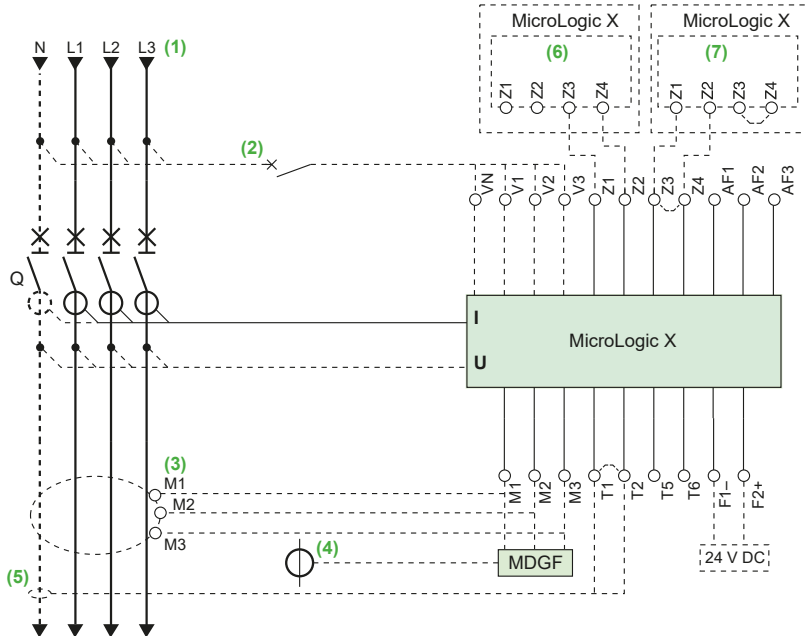 MicroLogic X
MicroLogic X
N
L1
L2
L3
(1)
(6)
(7)
Z1
Z2
Z3
Z4
Z1
Z2
Z3
Z4
(2)
VN
V1
V2
V3
Z1
Z2
Z3
Z4
AF1
AF2
AF3
Q
I
MicroLogic X
U
(3)
M1
M2
M3
M1
M2
M3
T1
T2
T5
T6
F1–
F2+
(4)
MDGF
24 V DC
(5)